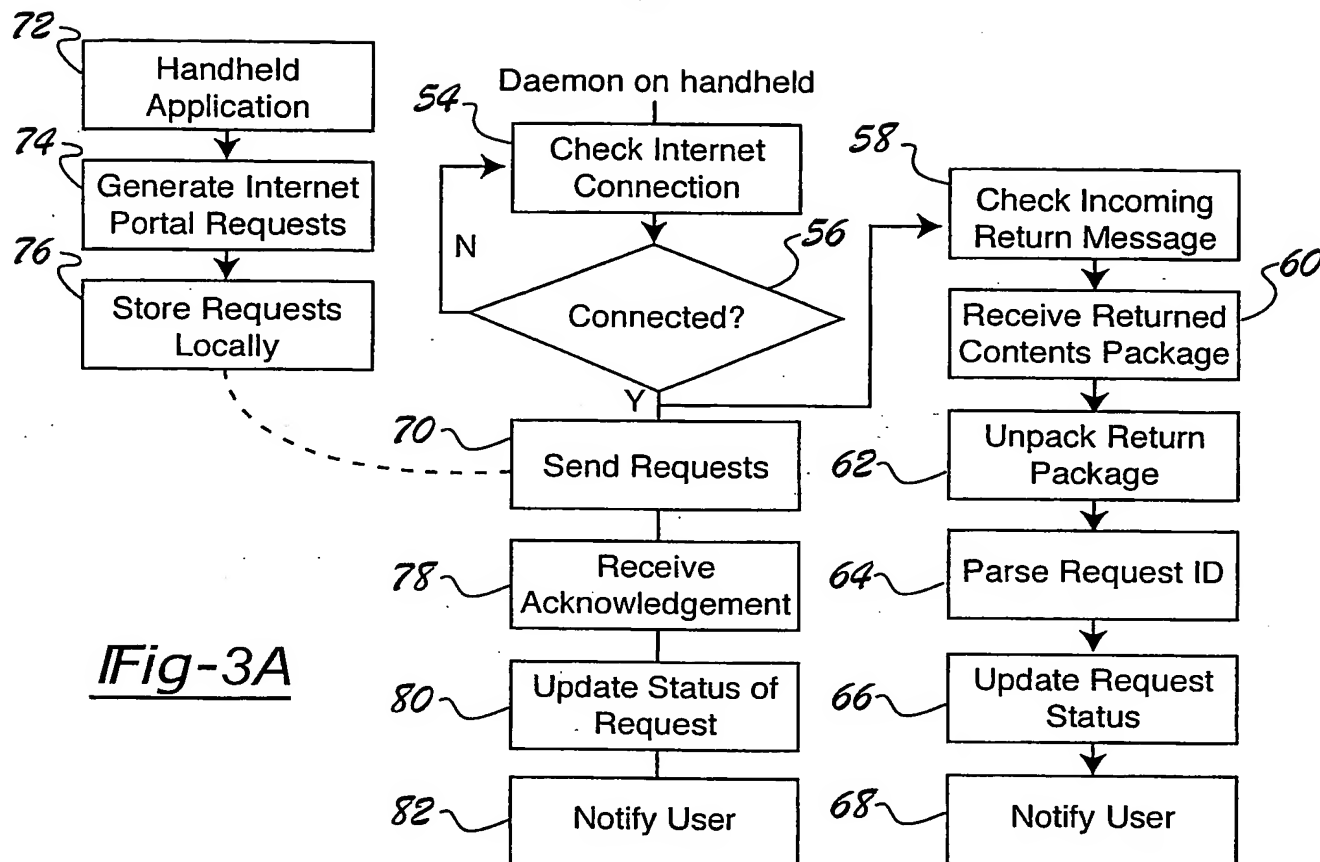 72
Handheld
Application
74
Generate Internet
Portal Requests
76
Store Requests
Locally
Daemon on handheld
54
Check Internet
Connection
N
56
Connected?
Y
70
Send Requests
78
Receive
Acknowledgement
80
Update Status of
Request
82
Notify User
58
Check Incoming
Return Message
60
Receive Returned
Contents Package
62
Unpack Return
Package
64
Parse Request ID
66
Update Request
Status
68
Notify User
Fig-3A